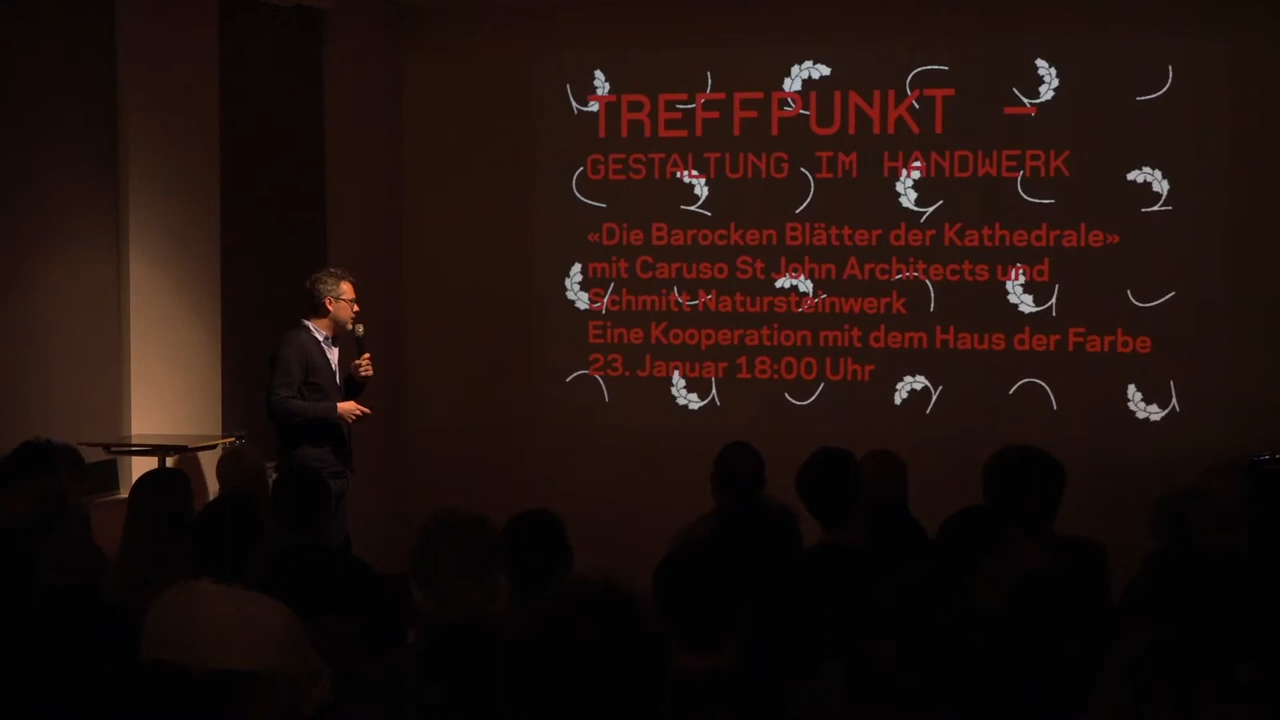 TREFFPUNKT –
GESTALTUNG IM HANDWERK
«Die Barocken Blätter der Kathedrale»
mit Caruso St John Architects und
Schmitt Natursteinwerk
Eine Kooperation mit dem Haus der Farbe
23. Januar 18:00 Uhr